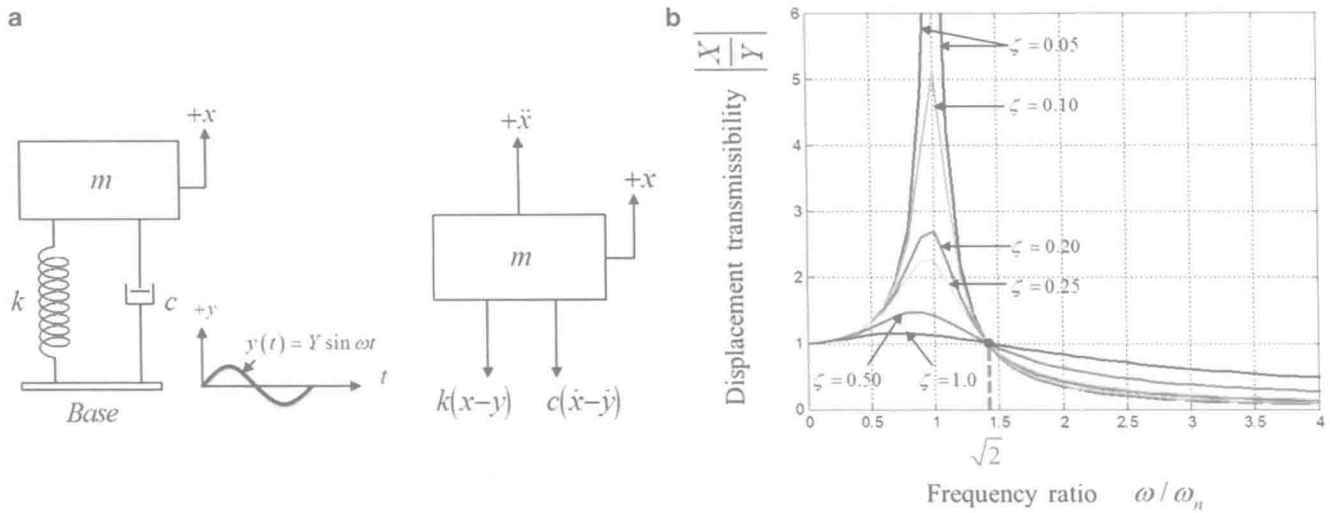 a
+x
m
k
c
+y
y(t) = Y sin ωt
t
Base
+ẍ
+x
m
k(x−y)
c(ẋ−ẏ)
b
|X/Y|
Displacement transmissibility
6
5
4
3
2
1
0
ζ = 0.05
ζ = 0.10
ζ = 0.20
ζ = 0.25
ζ = 0.50
ζ = 1.0
0 0.5 1 1.5 2 2.5 3 3.5 4
√2
Frequency ratio ω/ωn